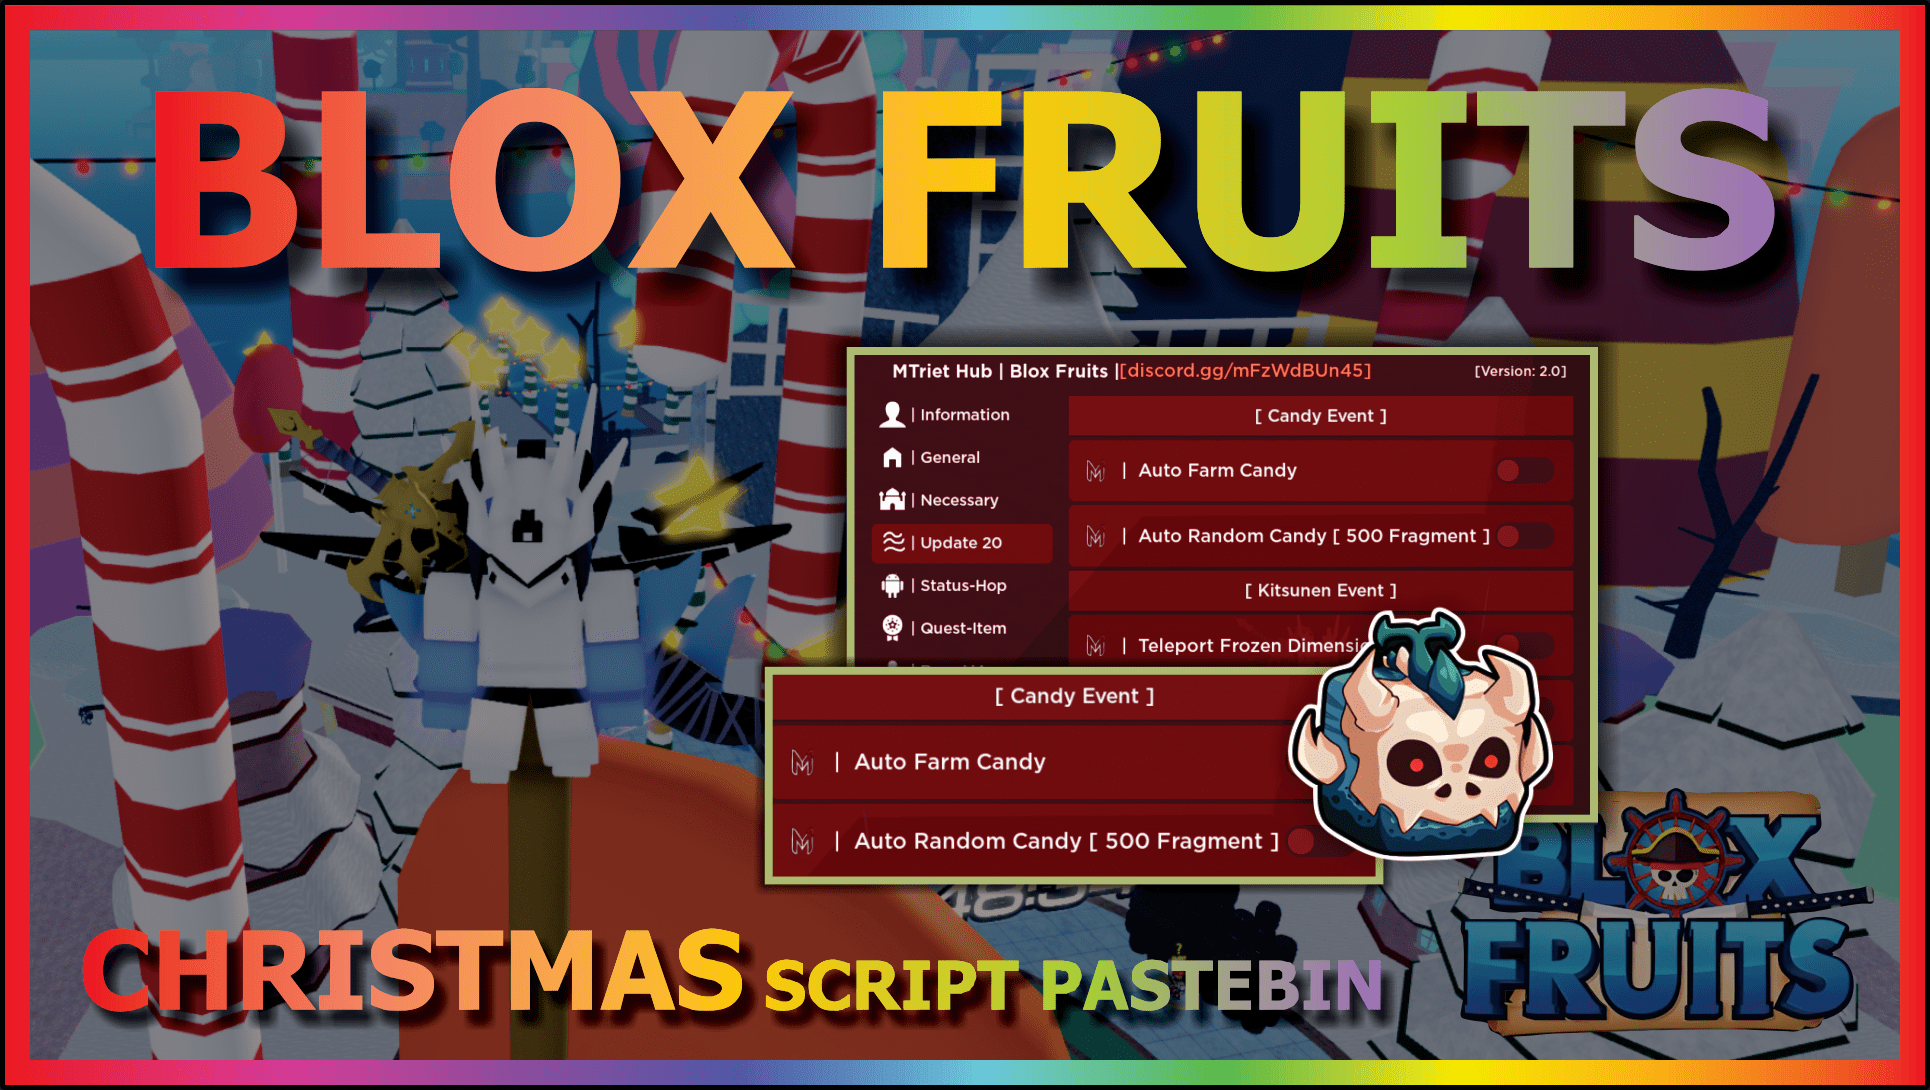 BLOX FRUITS
MTriet Hub | Blox Fruits |[discord.gg/mFzWdBUn45]
[Version: 2.0]
| Information
| General
| Necessary
| Update 20
| Status-Hop
| Quest-Item
[ Candy Event ]
| Auto Farm Candy
| Auto Random Candy [ 500 Fragment ]
[ Kitsunen Event ]
| Teleport Frozen
[ Candy Event ]
| Auto Farm Candy
| Auto Random Candy [ 500 Fragment ]
CHRISTMAS SCRIPT PASTEBIN
BLOX
FRUITS